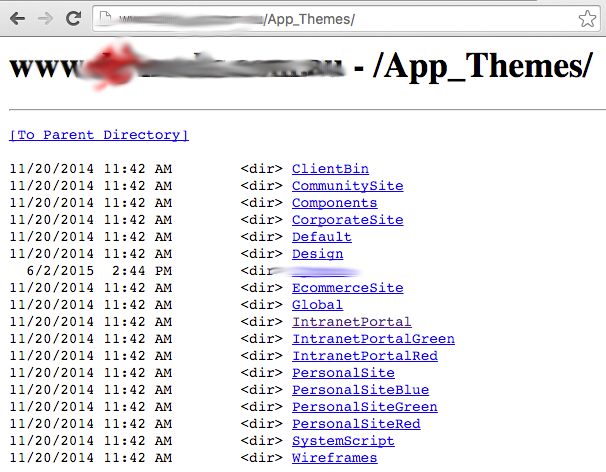 /App_Themes/
www. - /App_Themes/
[To Parent Directory]
11/20/2014 11:42 AM <dir> ClientBin
11/20/2014 11:42 AM <dir> CommunitySite
11/20/2014 11:42 AM <dir> Components
11/20/2014 11:42 AM <dir> CorporateSite
11/20/2014 11:42 AM <dir> Default
11/20/2014 11:42 AM <dir> Design
6/2/2015 2:44 PM <dir
11/20/2014 11:42 AM <dir> EcommerceSite
11/20/2014 11:42 AM <dir> Global
11/20/2014 11:42 AM <dir> IntranetPortal
11/20/2014 11:42 AM <dir> IntranetPortalGreen
11/20/2014 11:42 AM <dir> IntranetPortalRed
11/20/2014 11:42 AM <dir> PersonalSite
11/20/2014 11:42 AM <dir> PersonalSiteBlue
11/20/2014 11:42 AM <dir> PersonalSiteGreen
11/20/2014 11:42 AM <dir> PersonalSiteRed
11/20/2014 11:42 AM <dir> SystemScript
11/20/2014 11:42 AM <dir> Wireframes